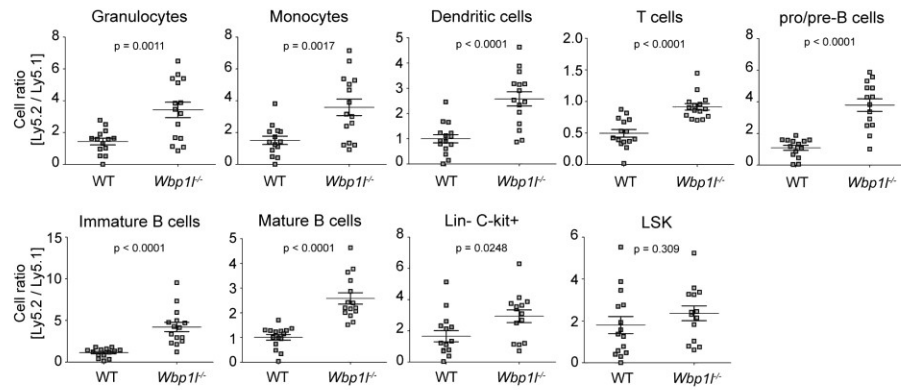 Granulocytes
Monocytes
Dendritic cells
T cells
pro/pre-B cells
Cell ratio
[Ly5.2 / Ly5.1]
8
6
4
2
0
p = 0.0011
WT
Wbp1l-/-
8
6
4
2
0
p = 0.0017
WT
Wbp1l-/-
5
4
3
2
1
0
p < 0.0001
WT
Wbp1l-/-
2.0
1.5
1.0
0.5
0.0
p < 0.0001
WT
Wbp1l-/-
8
6
4
2
0
p < 0.0001
WT
Wbp1l-/-
Immature B cells
Mature B cells
Lin- C-kit+
LSK
Cell ratio
[Ly5.2 / Ly5.1]
15
10
5
0
p < 0.0001
WT
Wbp1l-/-
5
4
3
2
1
0
p < 0.0001
WT
Wbp1l-/-
8
6
4
2
0
p = 0.0248
WT
Wbp1l-/-
6
4
2
0
p = 0.309
WT
Wbp1l-/-